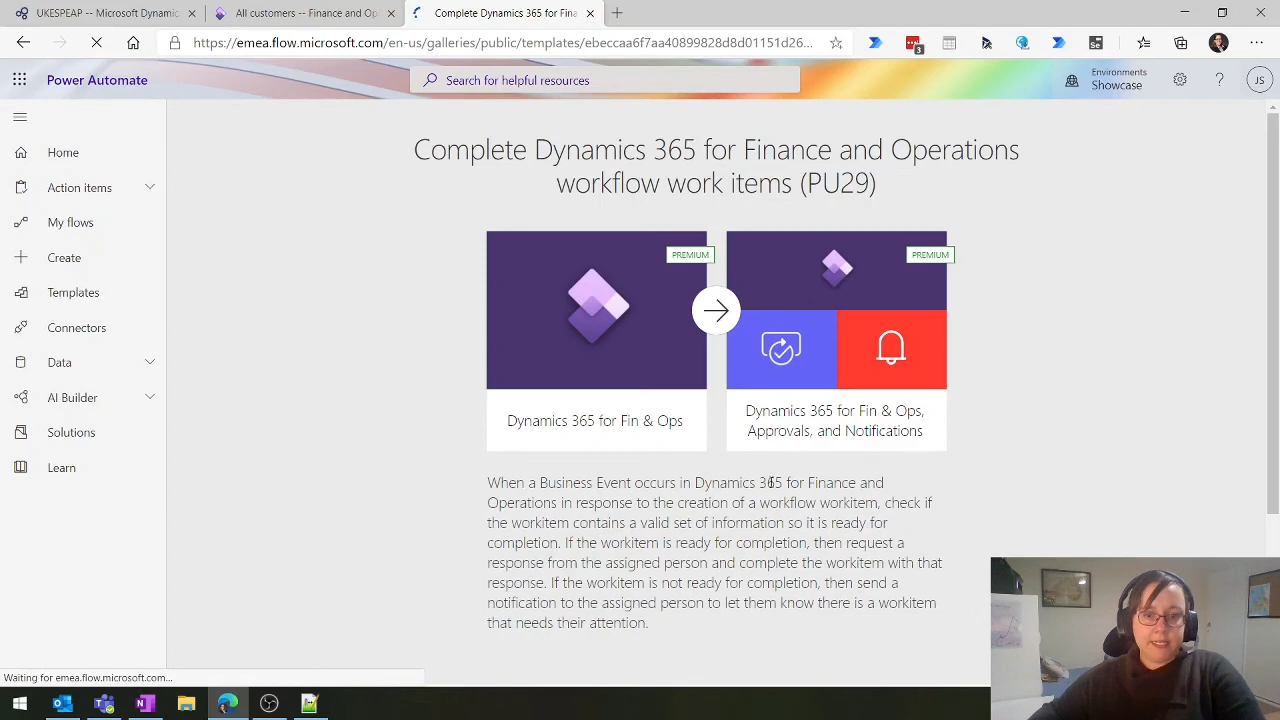 UKESPEAP -- Microsoft Dynamic
All customers -- Finance and Op
Complete Dynamics 365 for Fina
https://emea.flow.microsoft.com/en-us/galleries/public/templates/ebeccaa6f7aa40899828d8d01151d26...
3
Se
Power Automate
Search for helpful resources
Environments
Showcase
?
JS
Home
Action items
My flows
Create
Templates
Connectors
Data
AI Builder
Solutions
Learn
Complete Dynamics 365 for Finance and Operations
workflow work items (PU29)
PREMIUM
PREMIUM
Dynamics 365 for Fin & Ops
Dynamics 365 for Fin & Ops,
Approvals, and Notifications
When a Business Event occurs in Dynamics 365 for Finance and
Operations in response to the creation of a workflow workitem, check if
the workitem contains a valid set of information so it is ready for
completion. If the workitem is ready for completion, then request a
response from the assigned person and complete the workitem with that
response. If the workitem is not ready for completion, then send a
notification to the assigned person to let them know there is a workitem
that needs their attention.
Waiting for emea.flow.microsoft.com...